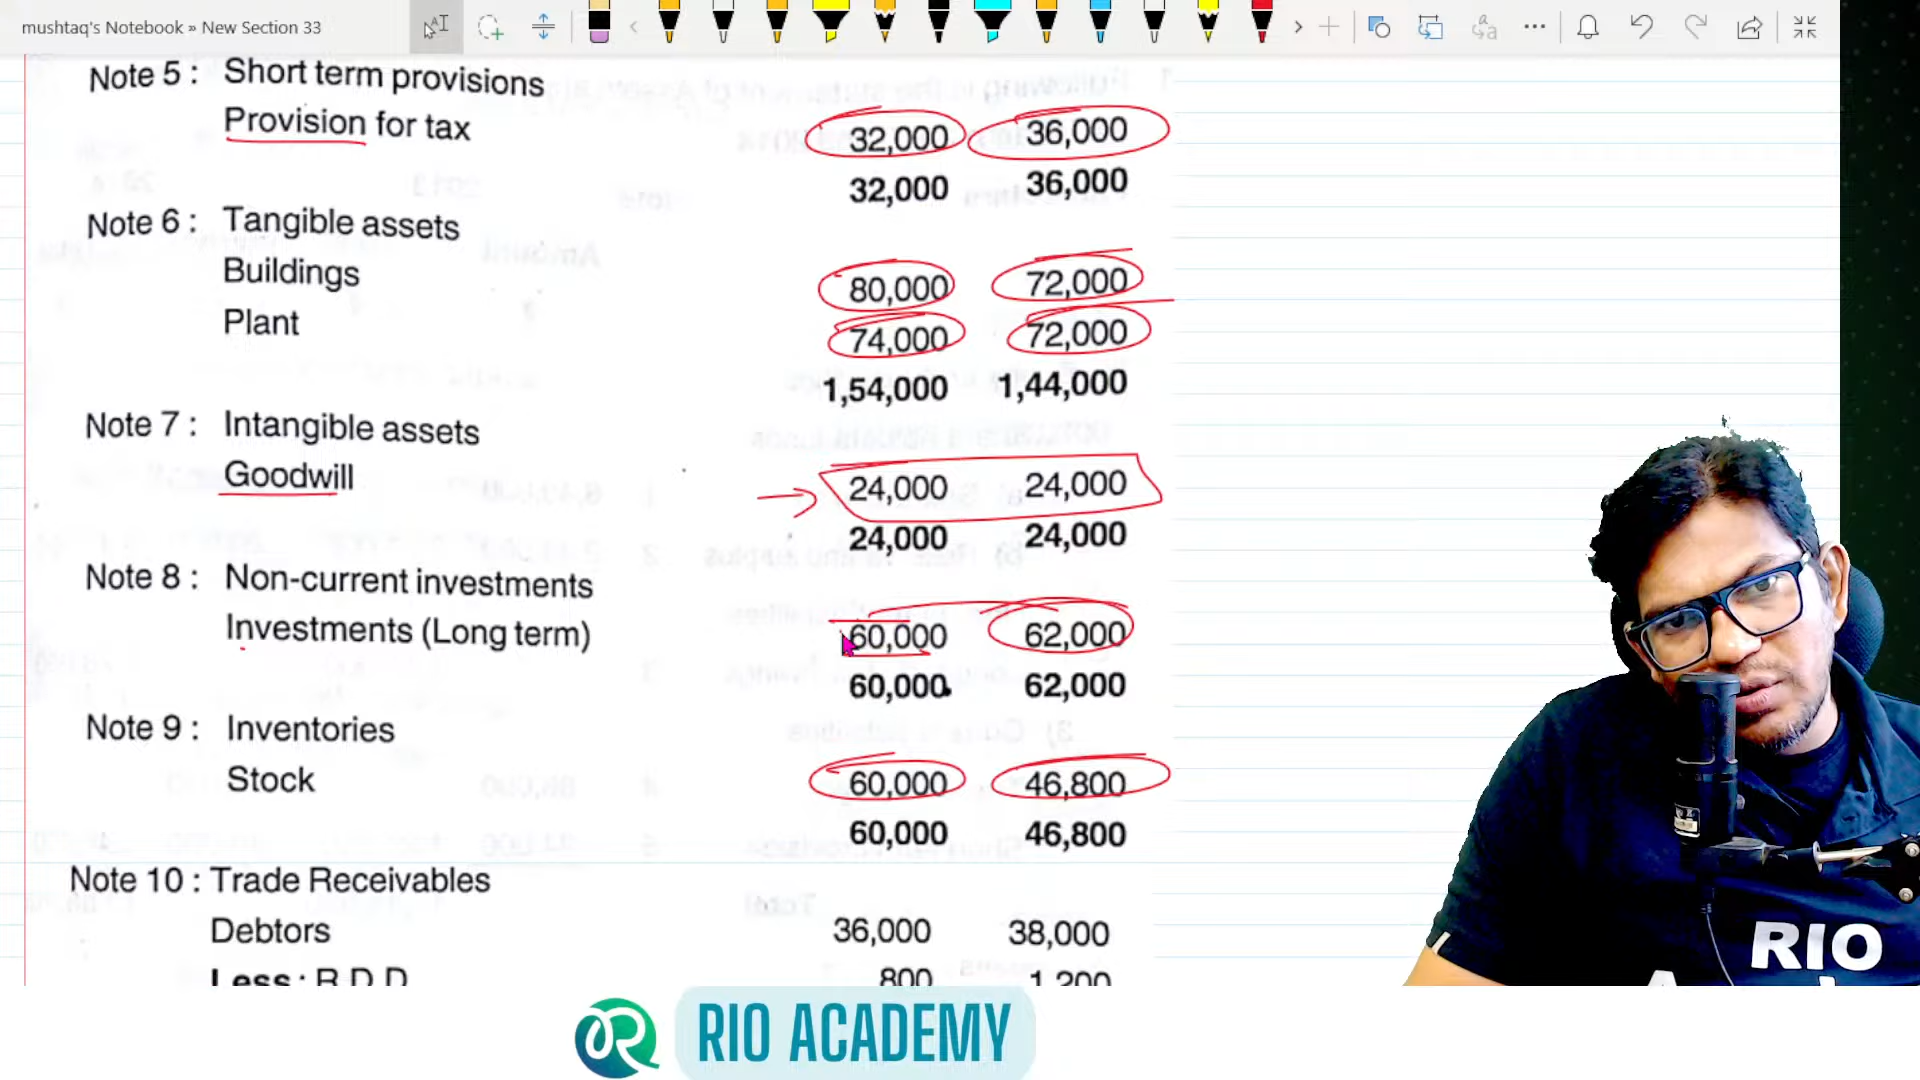 mushtaq's Notebook » New Section 33
Note 5 : Short term provisions
Provision for tax 32,000 36,000
32,000 36,000
Note 6 : Tangible assets
Buildings 80,000 72,000
Plant 74,000 72,000
1,54,000 1,44,000
Note 7 : Intangible assets
Goodwill 24,000 24,000
24,000 24,000
Note 8 : Non-current investments
Investments (Long term) 60,000 62,000
60,000. 62,000
Note 9 : Inventories
Stock 60,000 46,800
60,000 46,800
Note 10 : Trade Receivables
Debtors 36,000 38,000
Less : R.D.D 800 1,200
RIO
RIO ACADEMY